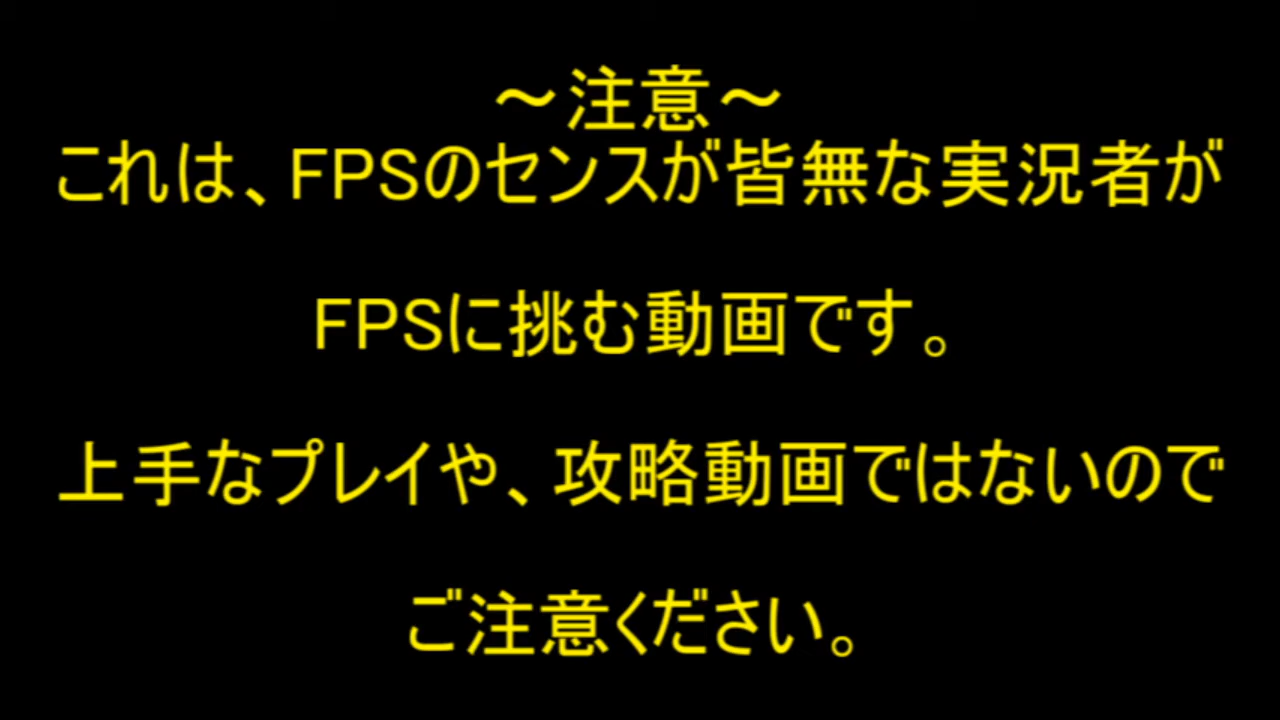 ～注意～
これは、FPSのセンスが皆無な実況者が
FPSに挑む動画です。
上手なプレイや、攻略動画ではないので
ご注意ください。